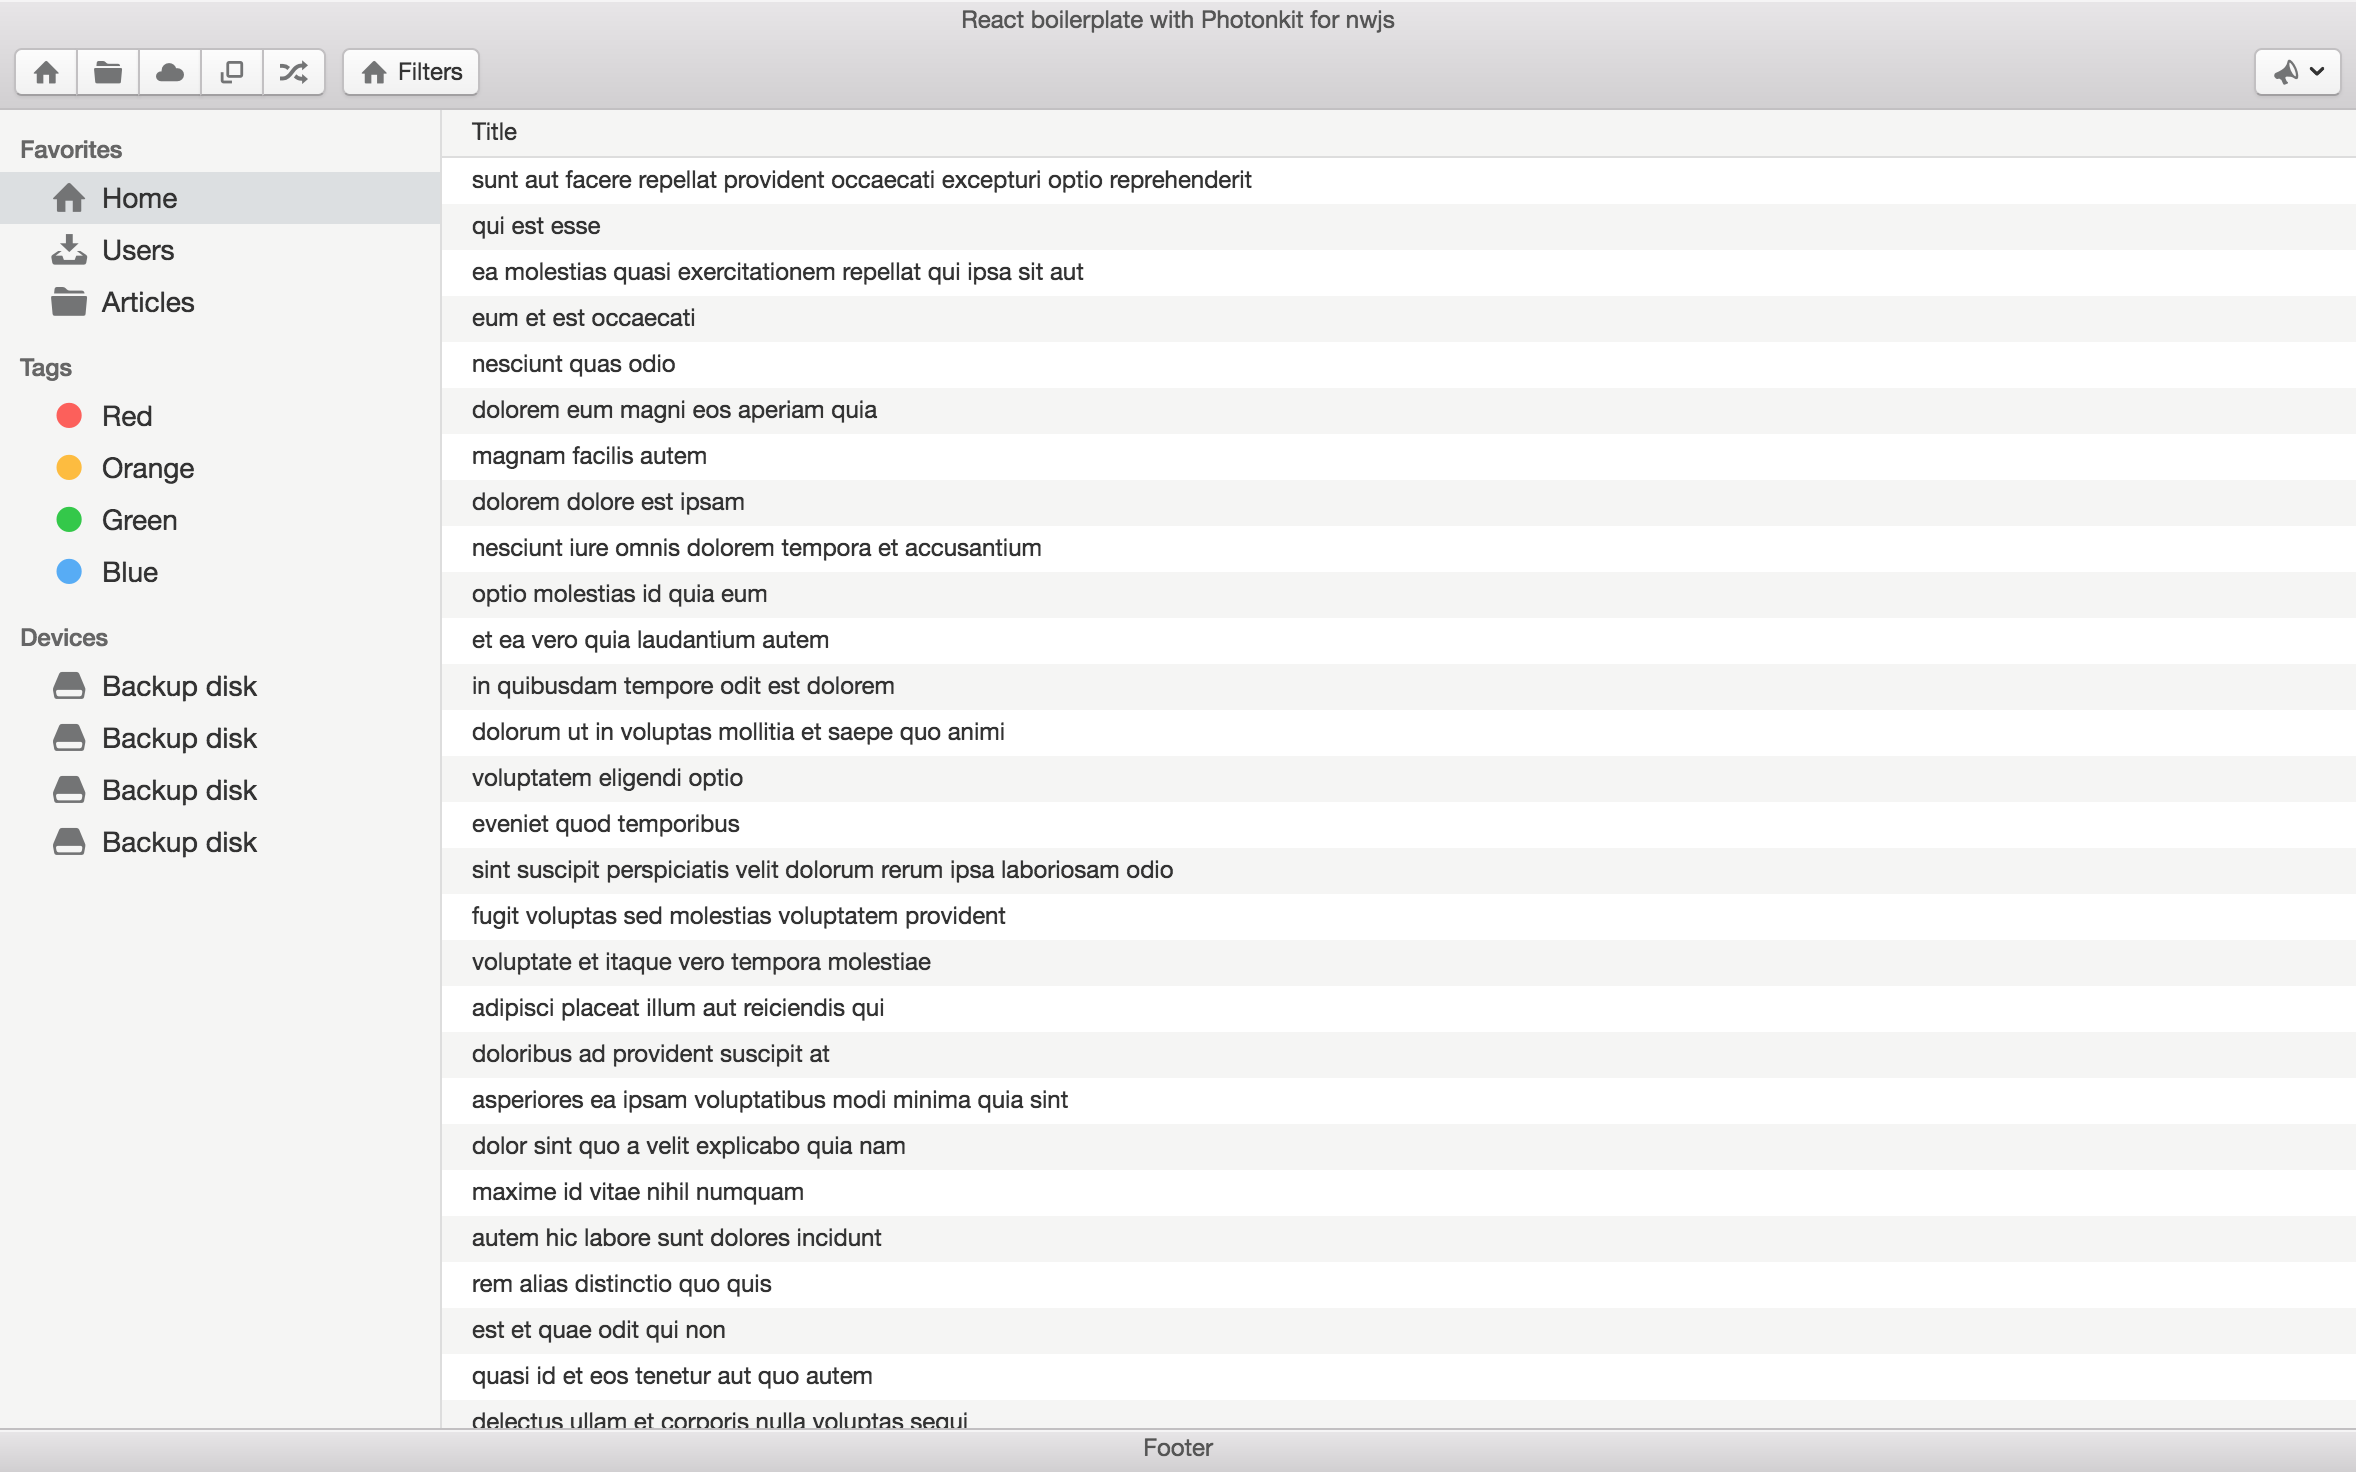 React boilerplate with Photonkit for nwjs
Filters
Favorites
Home
Users
Articles
Tags
Red
Orange
Green
Blue
Devices
Backup disk
Backup disk
Backup disk
Backup disk
Title
sunt aut facere repellat provident occaecati excepturi optio reprehenderit
qui est esse
ea molestias quasi exercitationem repellat qui ipsa sit aut
eum et est occaecati
nesciunt quas odio
dolorem eum magni eos aperiam quia
magnam facilis autem
dolorem dolore est ipsam
nesciunt iure omnis dolorem tempora et accusantium
optio molestias id quia eum
et ea vero quia laudantium autem
in quibusdam tempore odit est dolorem
dolorum ut in voluptas mollitia et saepe quo animi
voluptatem eligendi optio
eveniet quod temporibus
sint suscipit perspiciatis velit dolorum rerum ipsa laboriosam odio
fugit voluptas sed molestias voluptatem provident
voluptate et itaque vero tempora molestiae
adipisci placeat illum aut reiciendis qui
doloribus ad provident suscipit at
asperiores ea ipsam voluptatibus modi minima quia sint
dolor sint quo a velit explicabo quia nam
maxime id vitae nihil numquam
autem hic labore sunt dolores incidunt
rem alias distinctio quo quis
est et quae odit qui non
quasi id et eos tenetur aut quo autem
delectus ullam et corporis nulla voluptas sequi
Footer